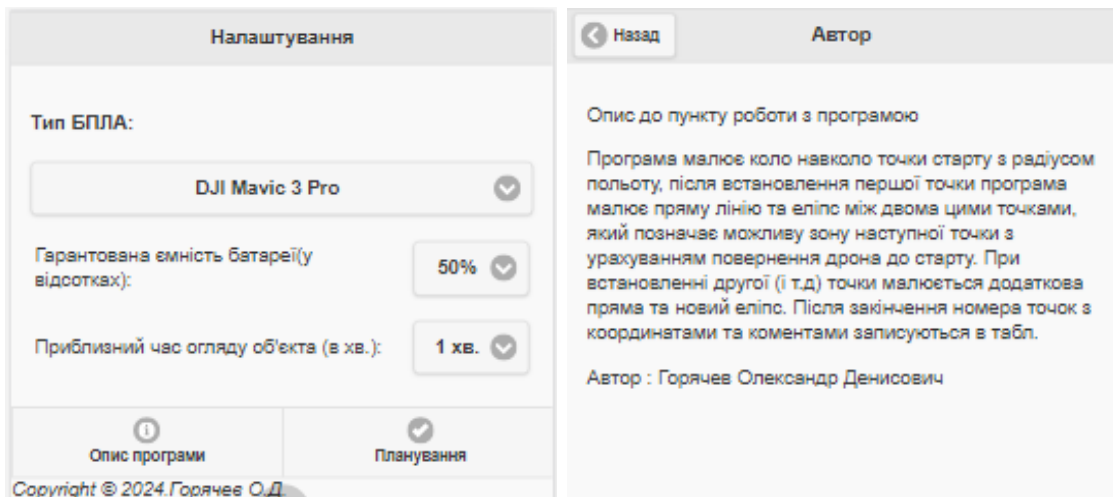 Налаштування
Тип БПЛА:
DJI Mavic 3 Pro
Гарантована ємність батареї(у
відсотках):
50%
Приблизний час огляду об'єкта (в хв.):
1 хв.
Опис програми
Планування
Copyright © 2024.Горячев О.Д.
Назад
Автор
Опис до пункту роботи з програмою
Програма малює коло навколо точки старту з радіусом
польоту, після встановлення першої точки програма
малює пряму лінію та еліпс між двома цими точками,
який позначає можливу зону наступної точки з
урахуванням повернення дрона до старту. При
встановленні другої (і т.д) точки малюється додаткова
пряма та новий еліпс. Після закінчення номера точок з
координатами та коментами записуються в табл.
Автор : Горячев Олександр Денисович